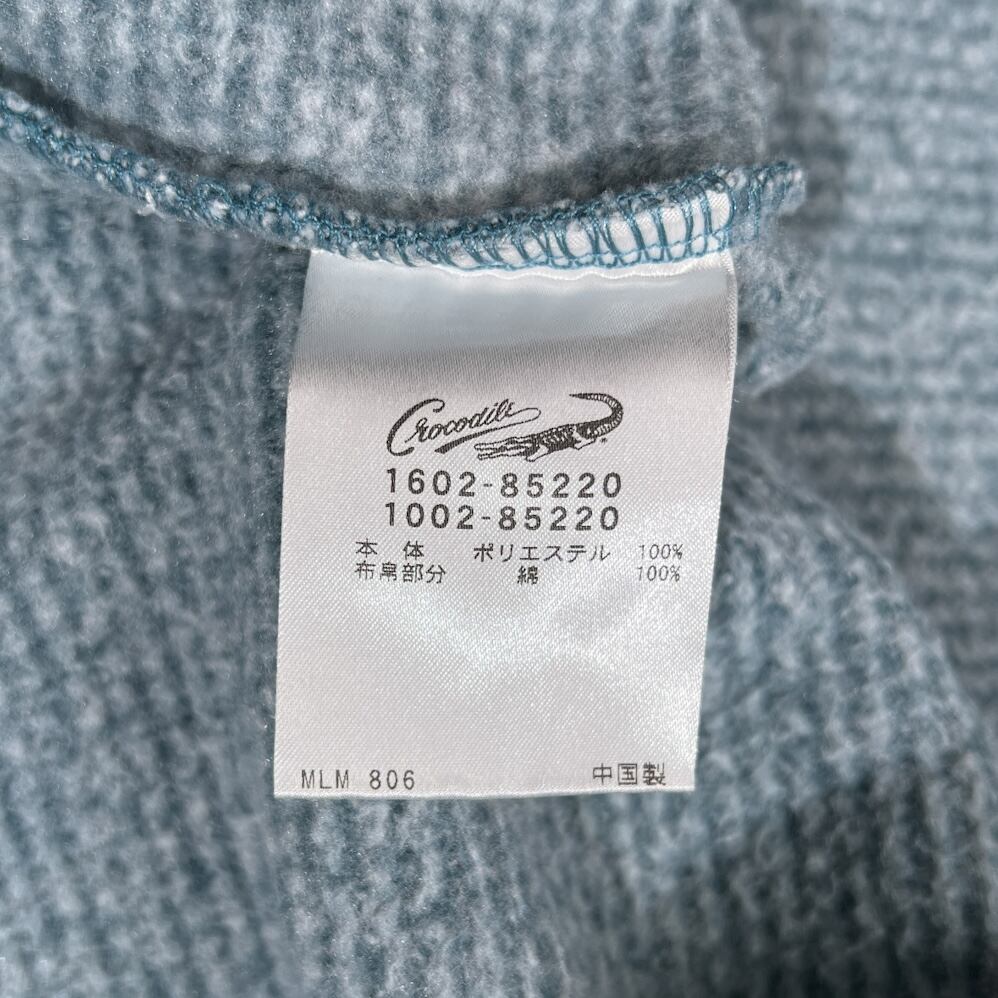 Crocodile
1602-85220
1002-85220
本 体 ポリエステル 100%
布帛部分 綿 100%
MLM 806 中国製